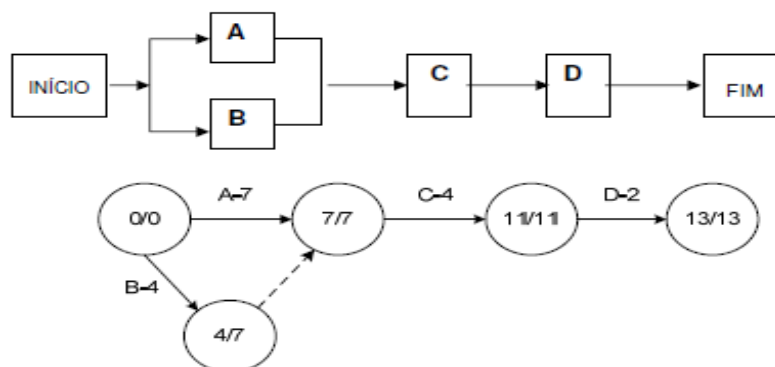 A
INÍCIO
B
C
D
FIM
A-7
C-4
D-2
0/0
7/7
11/11
13/13
B-4
4/7